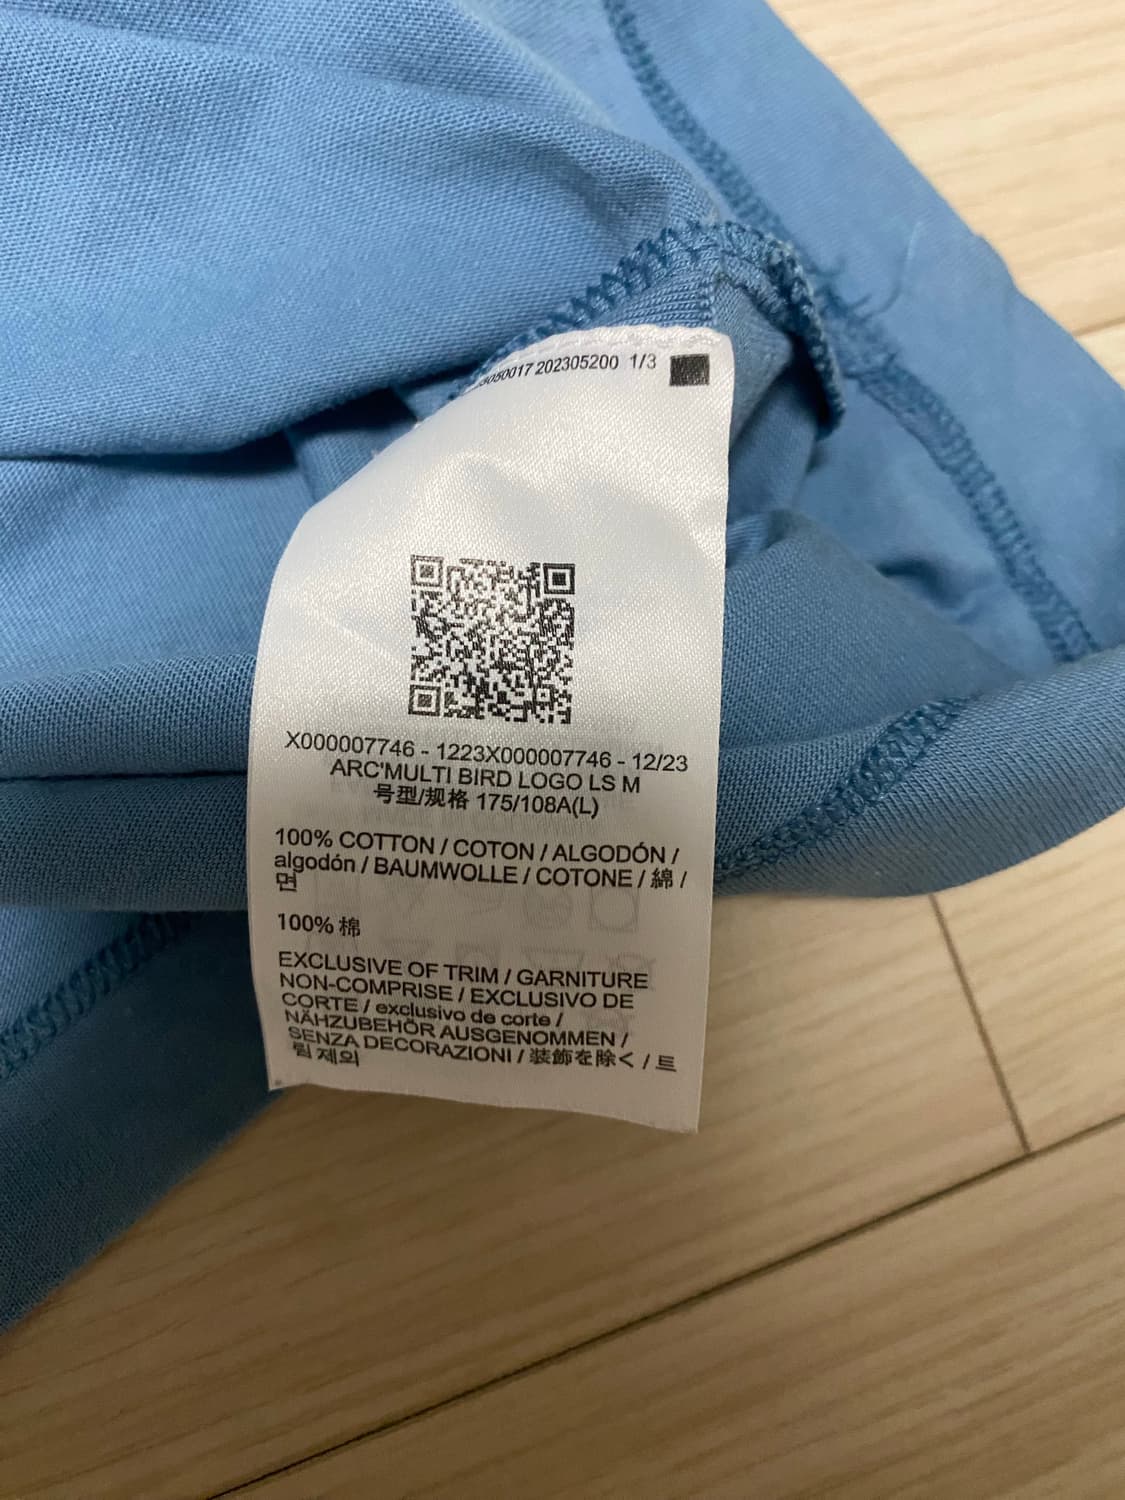 202305200 1/3
X000007746 - 1223X000007746 - 12/23
ARC'MULTI BIRD LOGO LS M
号型/规格 175/108A(L)
100% COTTON / COTON / ALGODÓN /
algodón / BAUMWOLLE / COTONE / 綿 /
면
100% 棉
EXCLUSIVE OF TRIM / GARNITURE
NON-COMPRISE / EXCLUSIVO DE
CORTE / exclusivo de corte /
NÄHZUBEHÖR AUSGENOMMEN /
SENZA DECORAZIONI / 装飾を除く / 트
림 제외